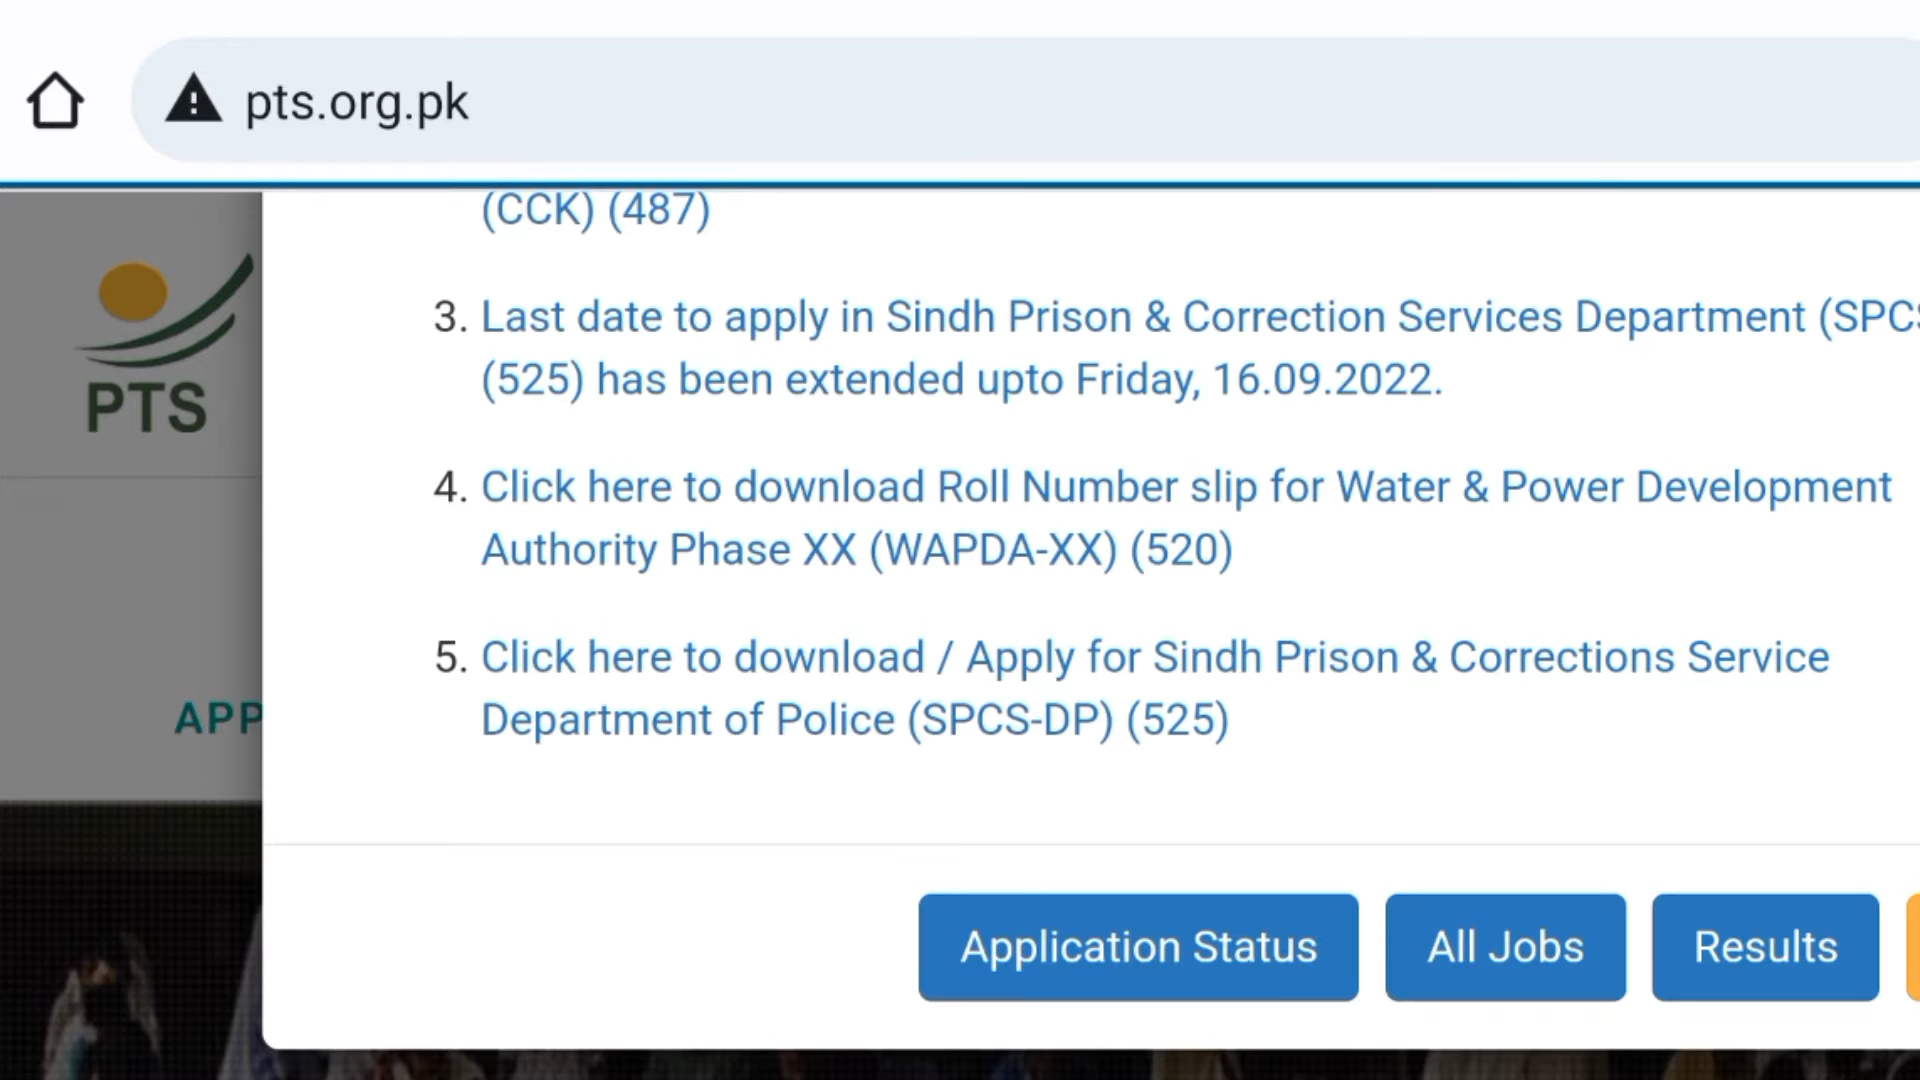 pts.org.pk
(CCK) (487)
PTS
3. Last date to apply in Sindh Prison & Correction Services Department
(525) has been extended upto Friday, 16.09.2022.
4. Click here to download Roll Number slip for Water & Power Development
Authority Phase XX (WAPDA-XX) (520)
5. Click here to download / Apply for Sindh Prison & Corrections Service
Department of Police (SPCS-DP) (525)
APP
Application Status
All Jobs
Results